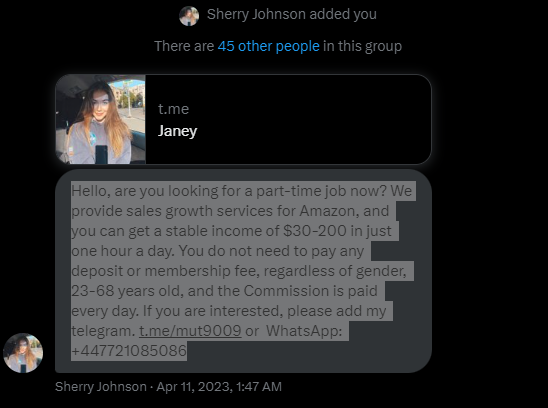 Sherry Johnson added you
There are 45 other people in this group
t.me
Janey
Hello, are you looking for a part-time job now? We
provide sales growth services for Amazon, and
you can get a stable income of $30-200 in just
one hour a day. You do not need to pay any
deposit or membership fee, regardless of gender,
23-68 years old, and the Commission is paid
every day. If you are interested, please add my
telegram. t.me/mut9009 or  WhatsApp:
+447721085086
Sherry Johnson · Apr 11, 2023, 1:47 AM